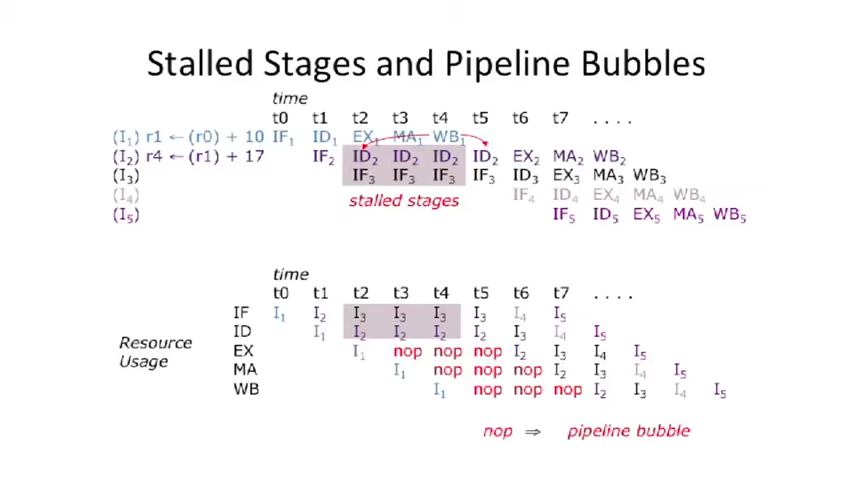 Stalled Stages and Pipeline Bubbles
time
t0 t1 t2 t3 t4 t5 t6 t7 . . . .
(I₁) r1 ← (r0) + 10 IF₁ ID₁ EX₁ MA₁ WB₁
(I₂) r4 ← (r1) + 17 IF₂ ID₂ ID₂ ID₂ ID₂ EX₂ MA₂ WB₂
(I₃) IF₃ IF₃ IF₃ IF₃ ID₃ EX₃ MA₃ WB₃
(I₄) IF₄ ID₄ EX₄ MA₄ WB₄
(I₅) IF₅ ID₅ EX₅ MA₅ WB₅
stalled stages
time
t0 t1 t2 t3 t4 t5 t6 t7 . . . .
IF I₁ I₂ I₃ I₃ I₃ I₃ I₄ I₅
ID I₁ I₂ I₂ I₂ I₂ I₃ I₄ I₅
Resource
Usage
EX I₁ nop nop nop I₂ I₃ I₄ I₅
MA I₁ nop nop nop I₂ I₃ I₄ I₅
WB I₁ nop nop nop I₂ I₃ I₄ I₅
nop ⇒ pipeline bubble